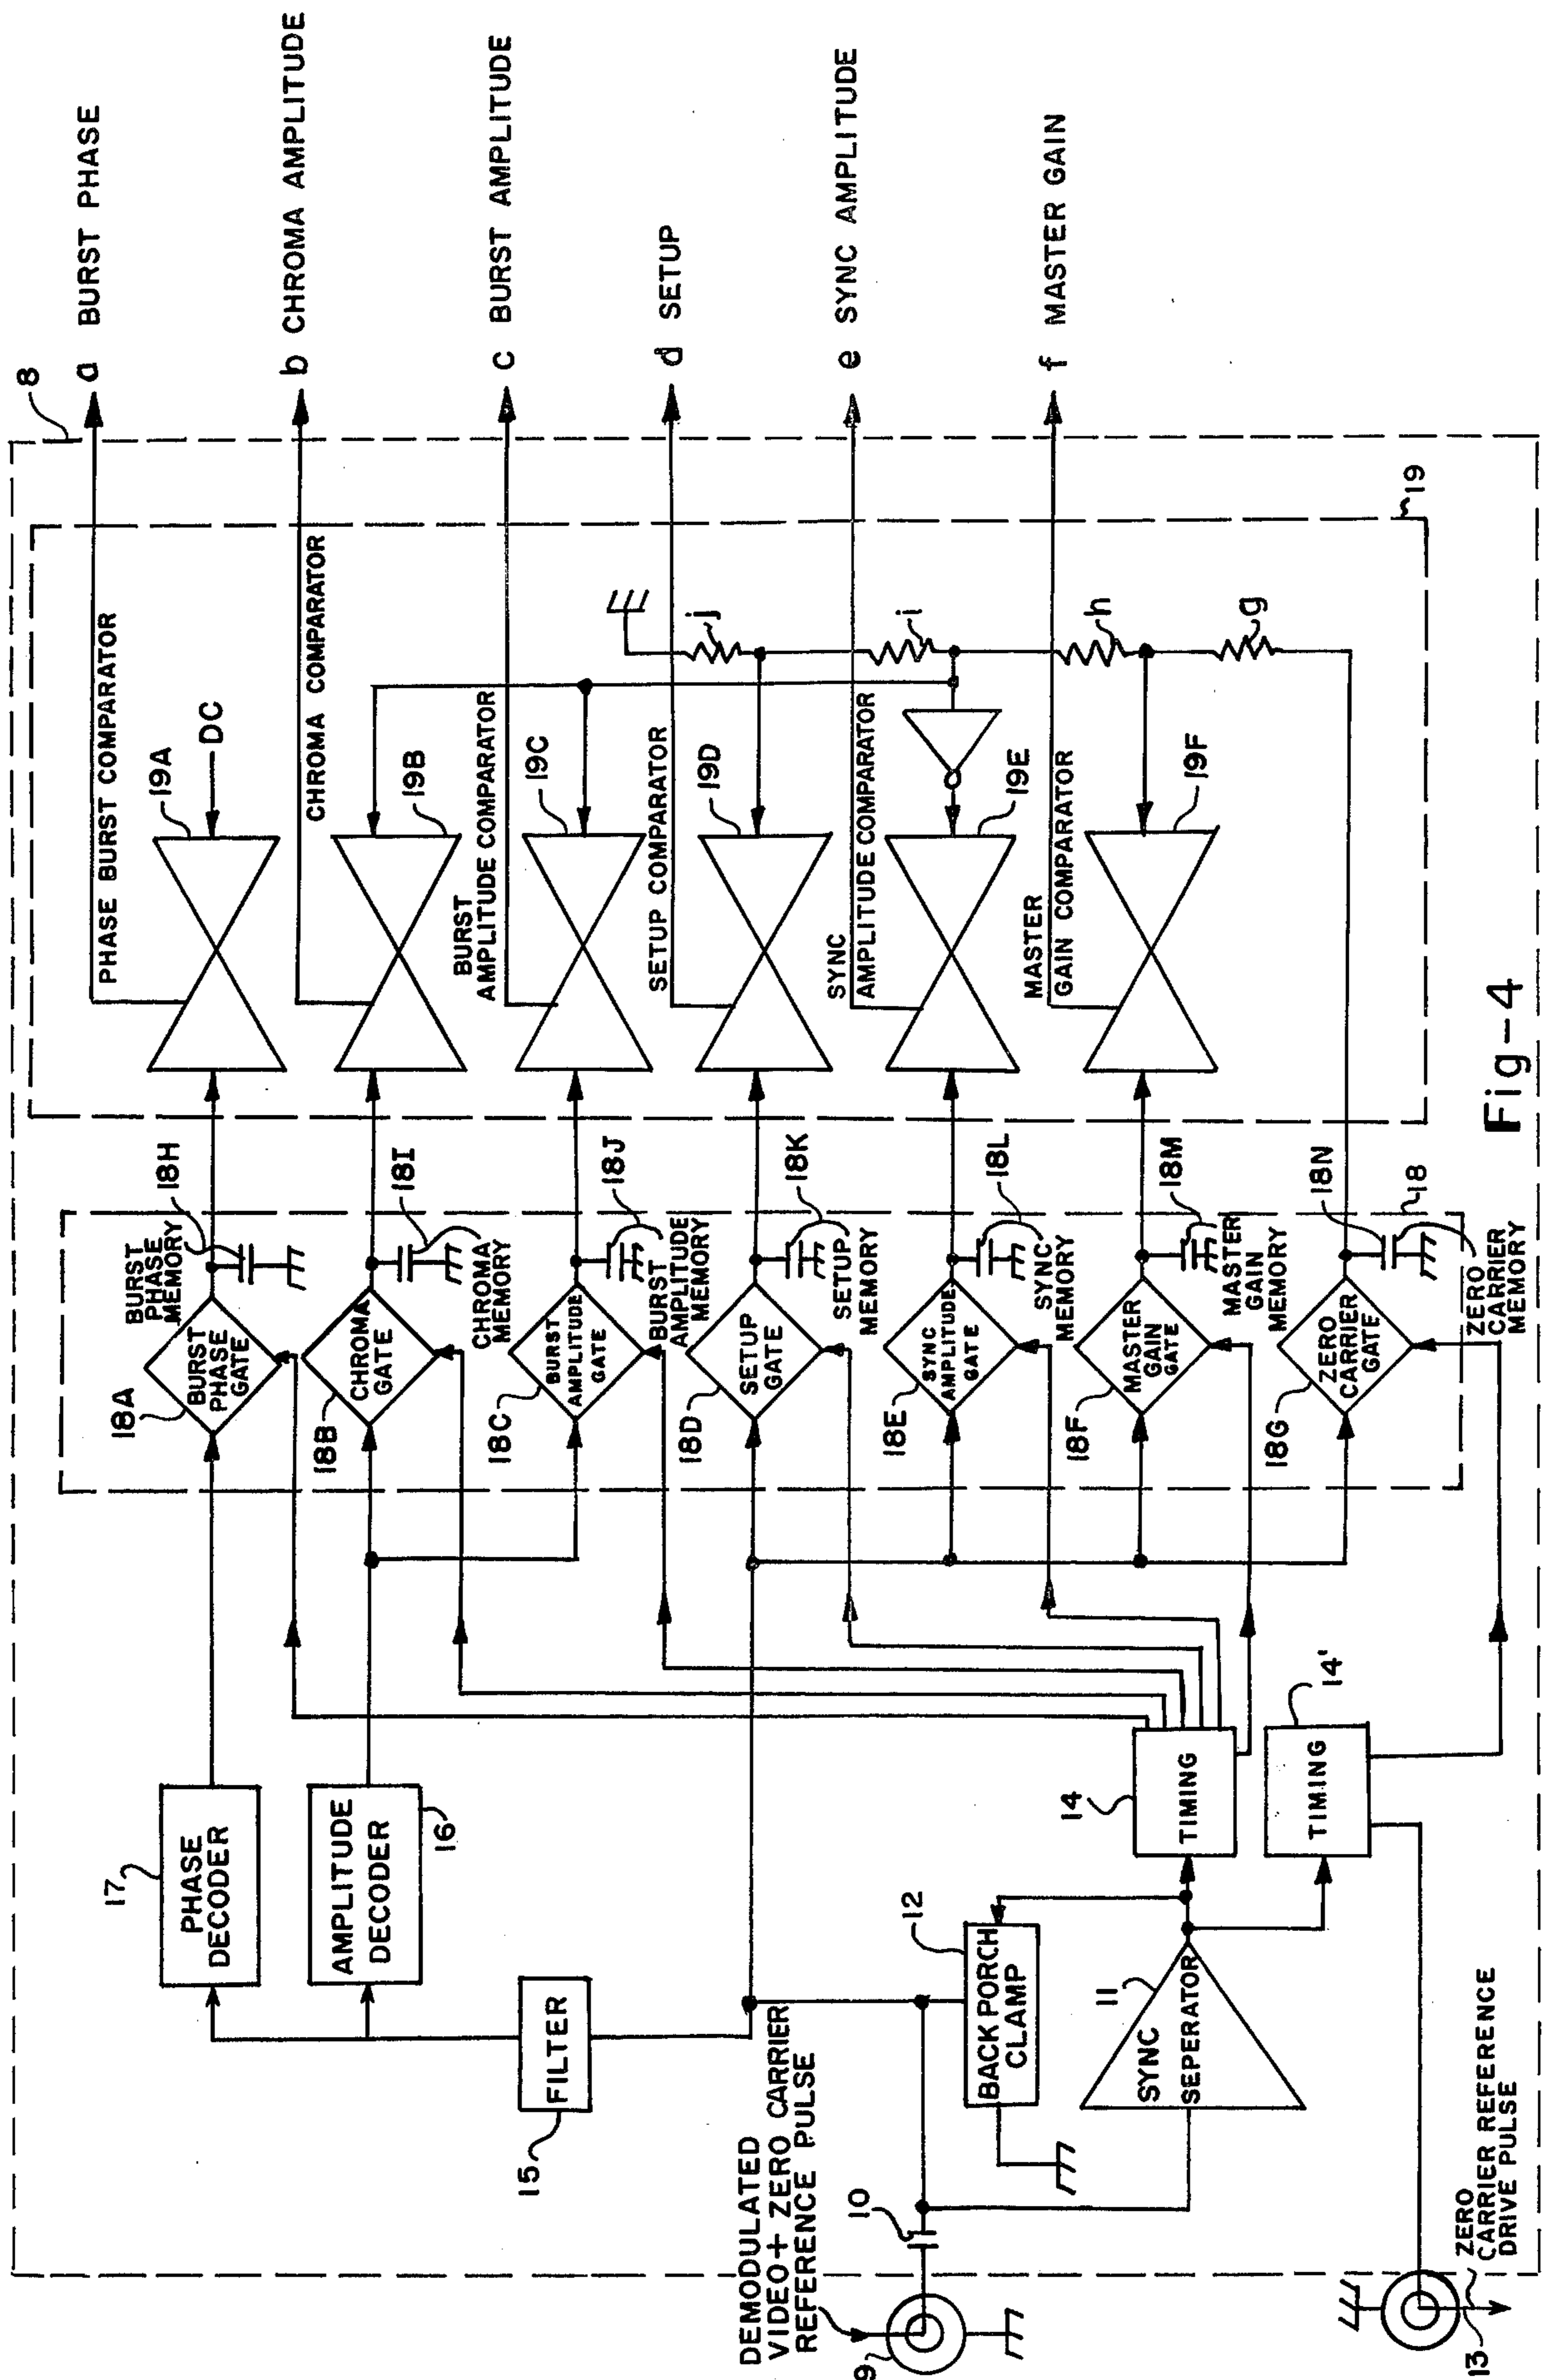 8
a BURST PHASE
b CHROMA AMPLITUDE
c BURST AMPLITUDE
d SETUP
e SYNC AMPLITUDE
f MASTER GAIN
19
PHASE BURST COMPARATOR
19A
DC
CHROMA COMPARATOR
19B
BURST
AMPLITUDE COMPARATOR
19C
SETUP COMPARATOR
19D
SYNC
AMPLITUDE COMPARATOR
19E
MASTER
GAIN COMPARATOR
19F
j
i
h
g
18A
BURST
PHASE
GATE
BURST
PHASE
MEMORY
18H
18B
CHROMA
GATE
CHROMA
MEMORY
18I
18C
BURST
AMPLITUDE
GATE
BURST
AMPLITUDE
MEMORY
18J
18D
SETUP
GATE
SETUP
MEMORY
18K
18E
SYNC
AMPLITUDE
GATE
SYNC
MEMORY
18L
18F
MASTER
GAIN
GATE
MASTER
GAIN
MEMORY
18M
18G
ZERO
CARRIER
GATE
ZERO
CARRIER
MEMORY
18N
18
17
PHASE
DECODER
AMPLITUDE
DECODER
16
15
FILTER
14
TIMING
14'
TIMING
12
BACK PORCH
CLAMP
11
SYNC
SEPERATOR
10
DEMODULATED
VIDEO + ZERO CARRIER
REFERENCE PULSE
9
13
ZERO
CARRIER REFERENCE
DRIVE PULSE
Fig-4